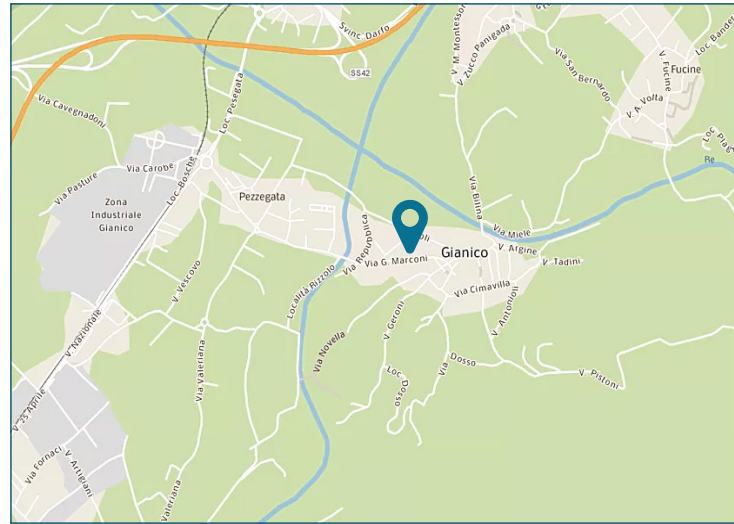 Svinc. Darfo
SS42
V. M. Montessori
V. Zucco Panigada
Via San Bernardo
Loc. Bander
Fucine
V. Fucine
V. A. Volta
Loc. Plag
Re
Via Cavegnadoni
Loc. Pesegata
Via Carobe
Loc. Bosche
Via Pasture
Zona
Industriale
Gianico
Pezzegata
Via Bilina
Via Miele
V. Argine
V. Tadini
Via Repubblica
Via G. Marconi
Gianico
Via Cimavilla
V. Antonioli
Località Rizzolo
V. Vescovo
V. Nazionale
Via Valeriana
Via Novella
V. Geroni
Loc. Dosso
Via. Dosso
V. Pistoni
V. 25 Aprile
Via Fornaci
V. Artigiani
Valeriana